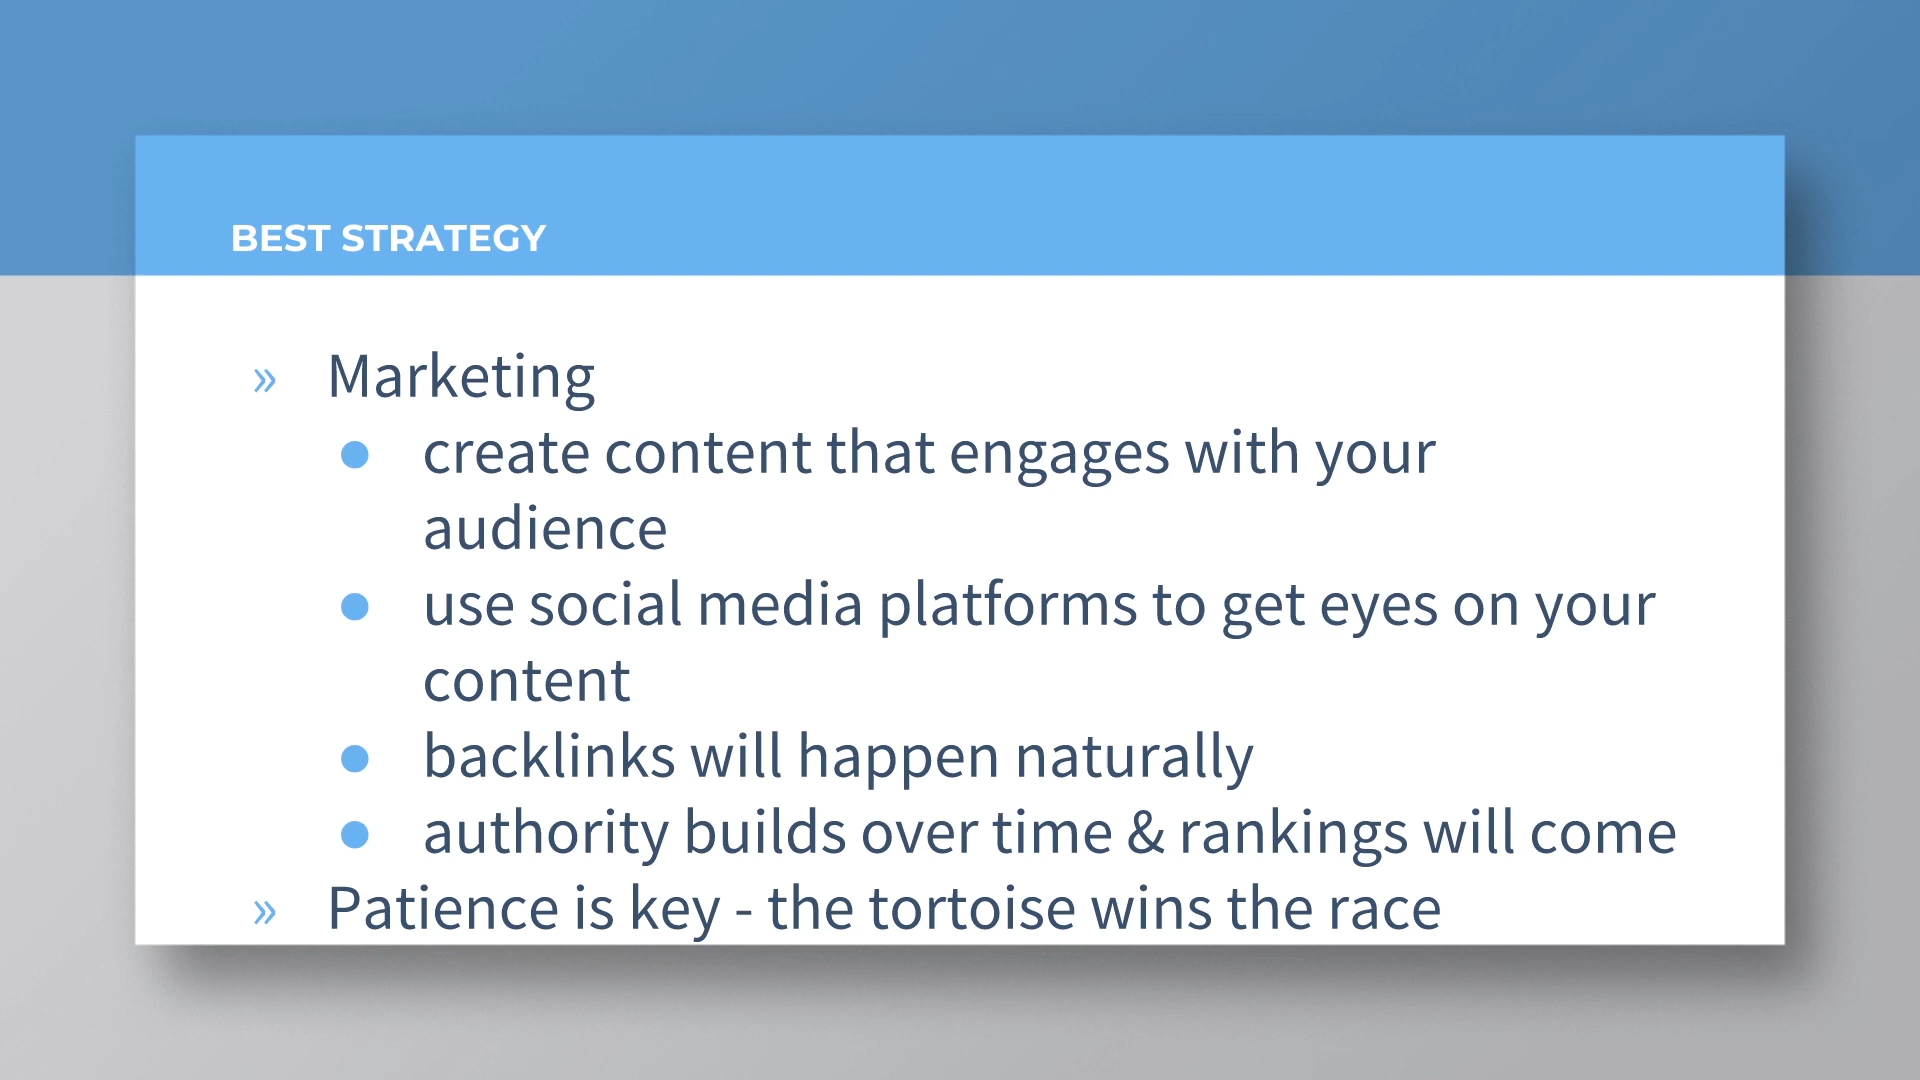 BEST STRATEGY
» Marketing
● create content that engages with your
audience
● use social media platforms to get eyes on your
content
● backlinks will happen naturally
● authority builds over time & rankings will come
» Patience is key - the tortoise wins the race